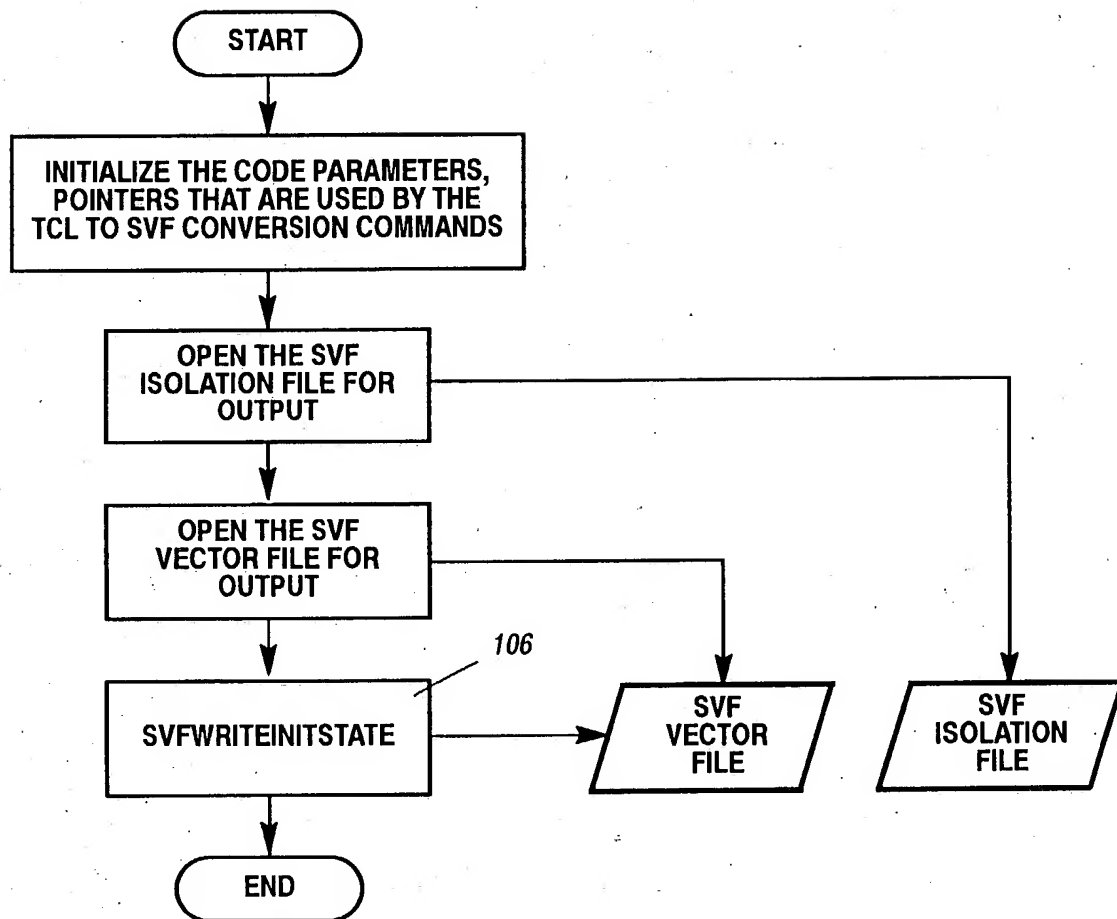 START
INITIALIZE THE CODE PARAMETERS,
POINTERS THAT ARE USED BY THE
TCL TO SVF CONVERSION COMMANDS
OPEN THE SVF
ISOLATION FILE FOR
OUTPUT
OPEN THE SVF
VECTOR FILE FOR
OUTPUT
106
SVFWRITEINITSTATE
SVF
VECTOR
FILE
SVF
ISOLATION
FILE
END